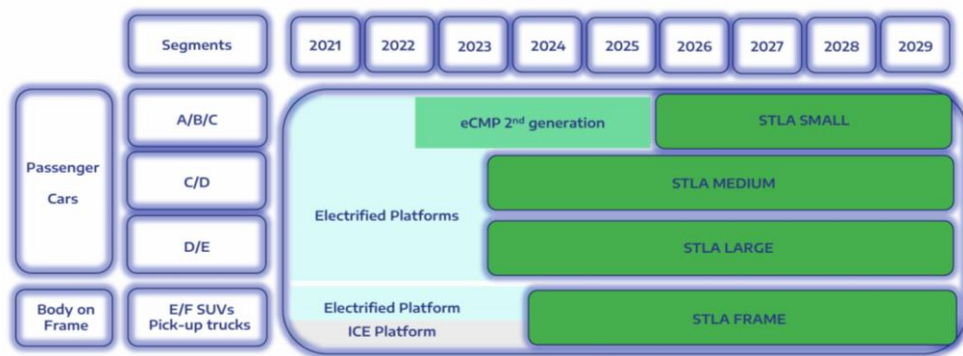 Segments
2021
2022
2023
2024
2025
2026
2027
2028
2029
Passenger
Cars
A/B/C
eCMP 2nd generation
STLA SMALL
C/D
STLA MEDIUM
Electrified Platforms
D/E
STLA LARGE
Body on
Frame
E/F SUVs
Pick-up trucks
Electrified Platform
ICE Platform
STLA FRAME